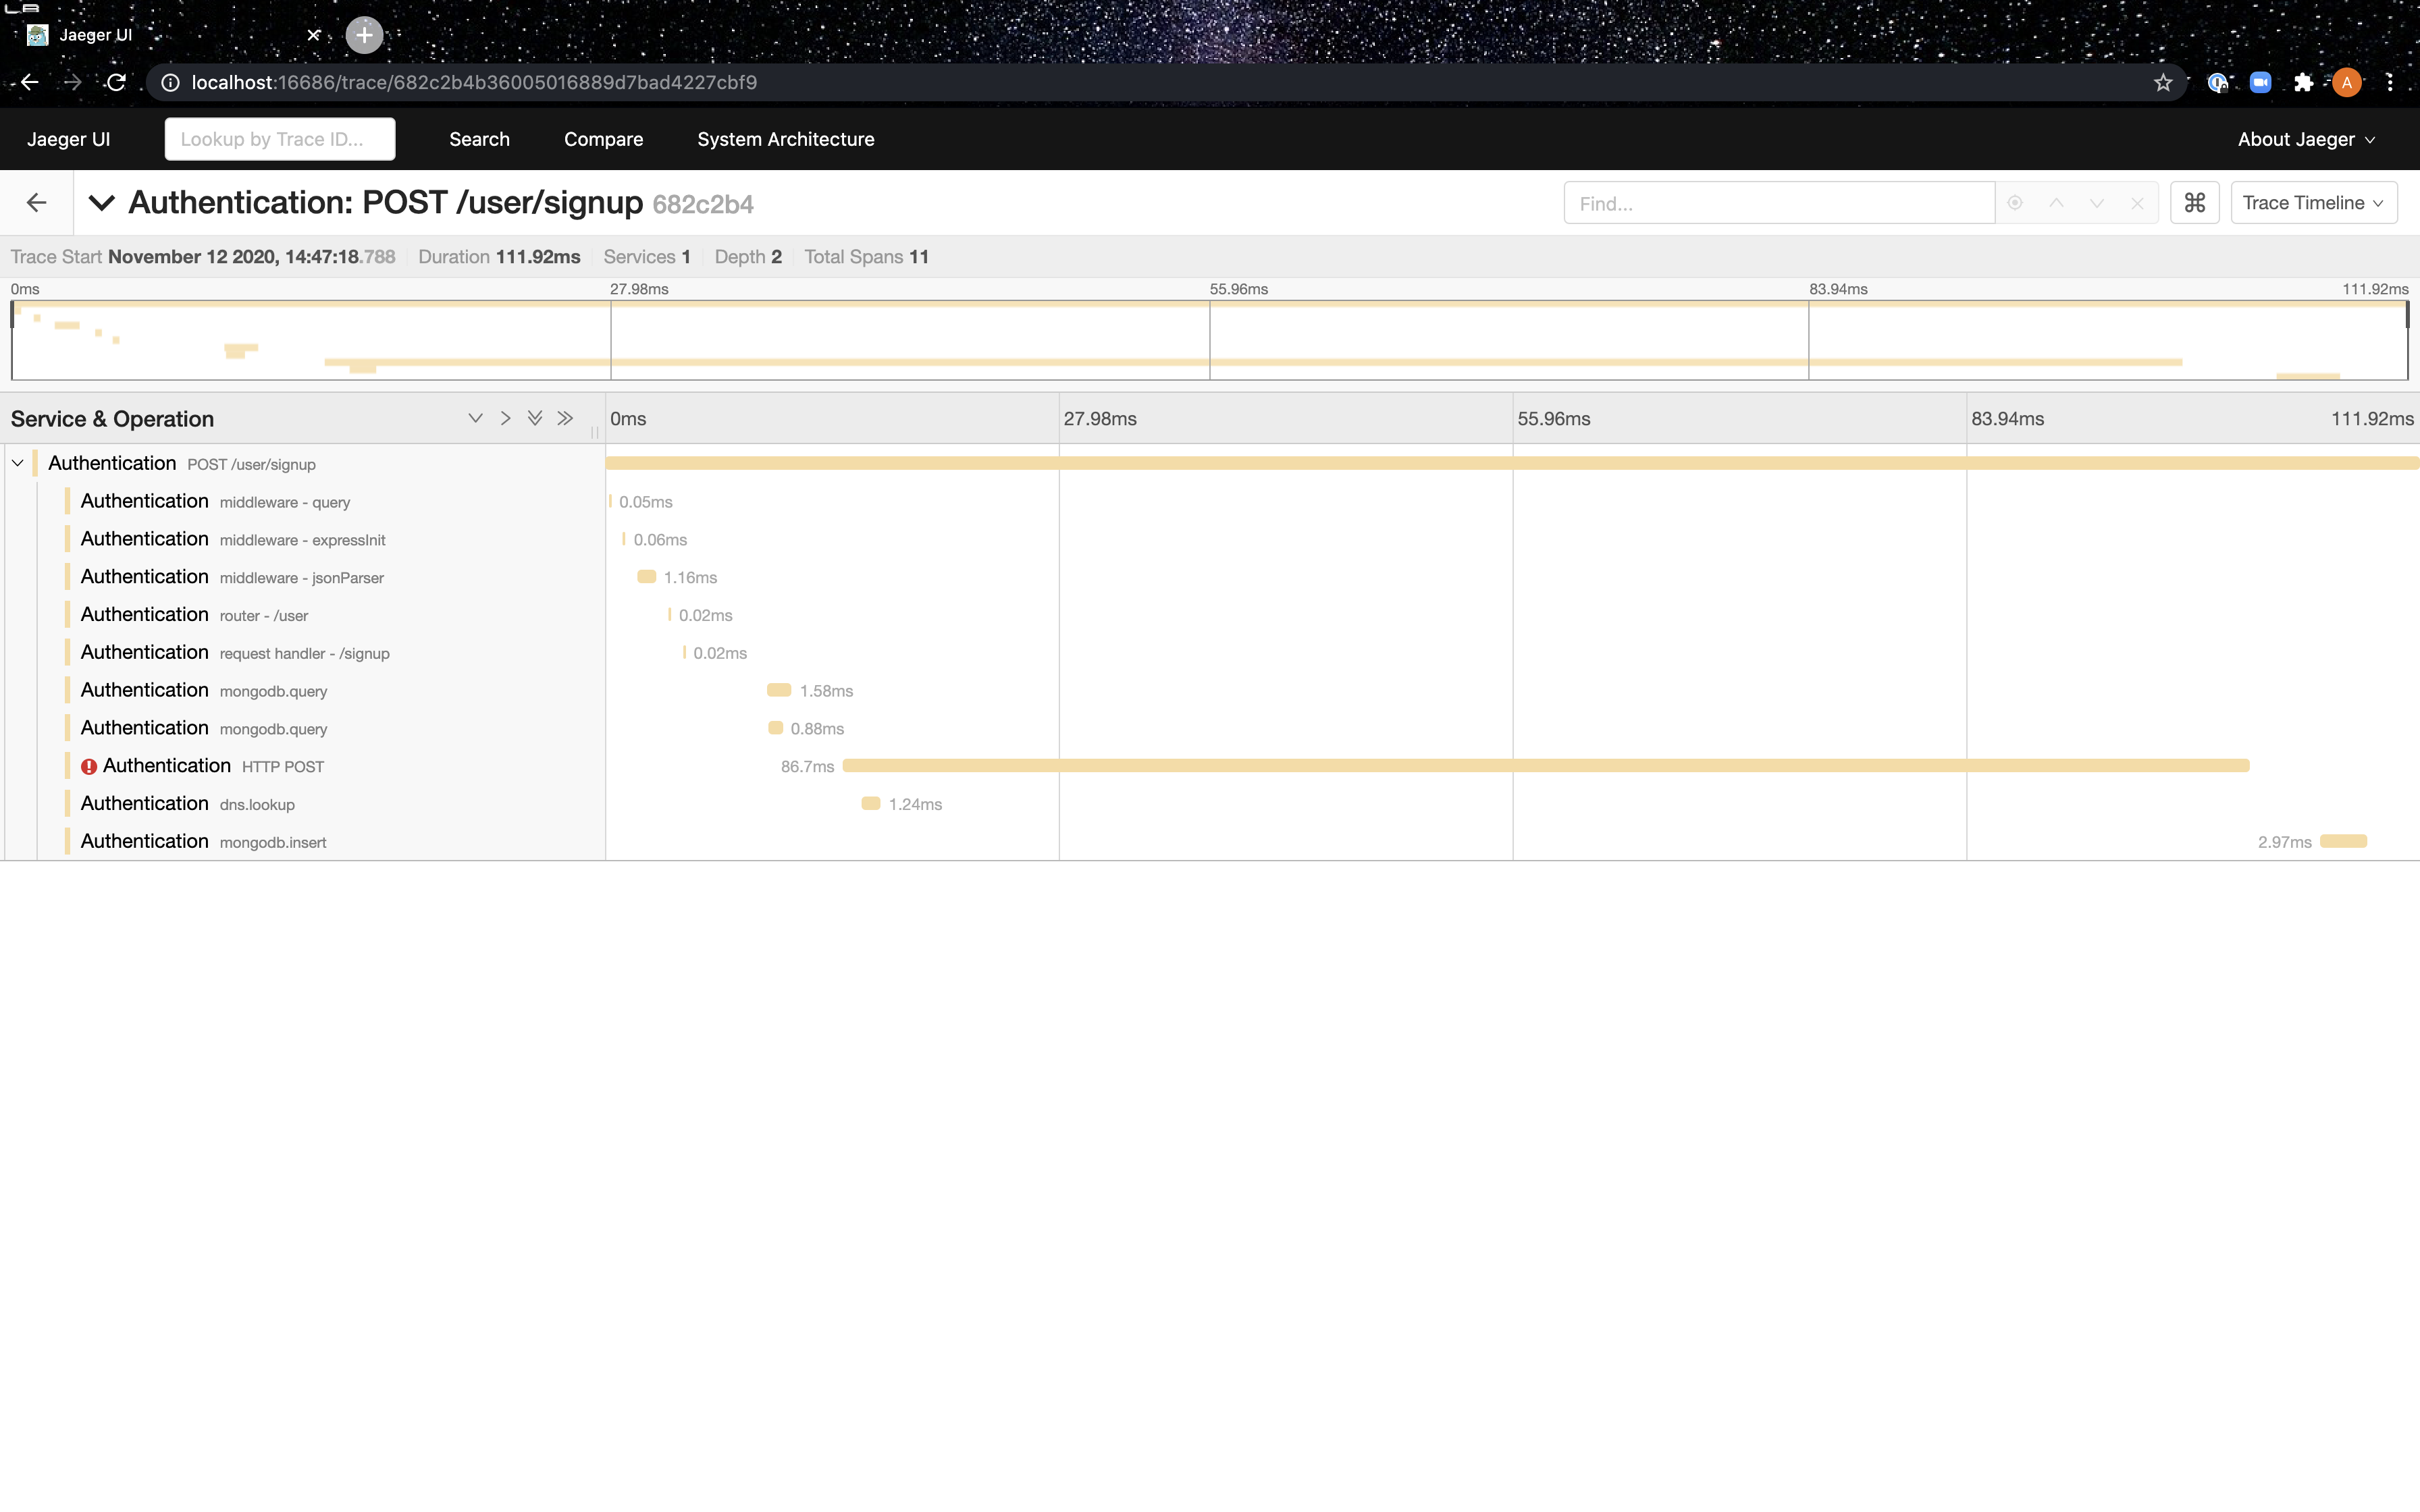 Jaeger UI
localhost:16686/trace/682c2b4b36005016889d7bad4227cbf9
A
Jaeger UI Lookup by Trace ID... Search Compare System Architecture About Jaeger
Authentication: POST /user/signup 682c2b4 Find... Trace Timeline
Trace Start November 12 2020, 14:47:18.788 Duration 111.92ms Services 1 Depth 2 Total Spans 11
0ms 27.98ms 55.96ms 83.94ms 111.92ms
Service & Operation 0ms 27.98ms 55.96ms 83.94ms 111.92ms
Authentication POST /user/signup
Authentication middleware - query 0.05ms
Authentication middleware - expressInit 0.06ms
Authentication middleware - jsonParser 1.16ms
Authentication router - /user 0.02ms
Authentication request handler - /signup 0.02ms
Authentication mongodb.query 1.58ms
Authentication mongodb.query 0.88ms
Authentication HTTP POST 86.7ms
Authentication dns.lookup 1.24ms
Authentication mongodb.insert 2.97ms